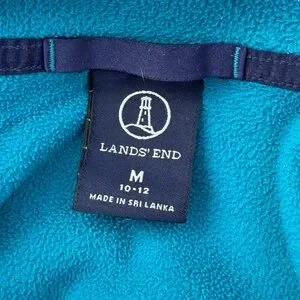 LANDS' END
M
10-12
MADE IN SRI LANKA